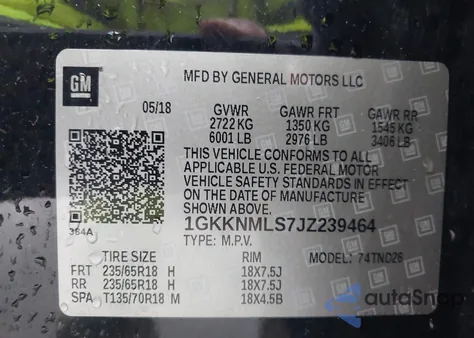 GM
MFD BY GENERAL MOTORS LLC
05/18 GVWR GAWR FRT GAWR RR
2722 KG 1350 KG 1545 KG
6001 LB 2976 LB 3406 LB
THIS VEHICLE CONFORMS TO ALL
APPLICABLE U.S. FEDERAL MOTOR
VEHICLE SAFETY STANDARDS IN EFFECT
ON THE DATE OF MANUFACTURE
SHOWN ABOVE.
384A 1GKKNMLS7JZ239464
TYPE: M.P.V. MODEL: 74TND26
TIRE SIZE RIM
FRT 235/65R18 H 18X7.5J
RR 235/65R18 H 18X7.5J
SPA T135/70R18 M 18X4.5B
autoSnap